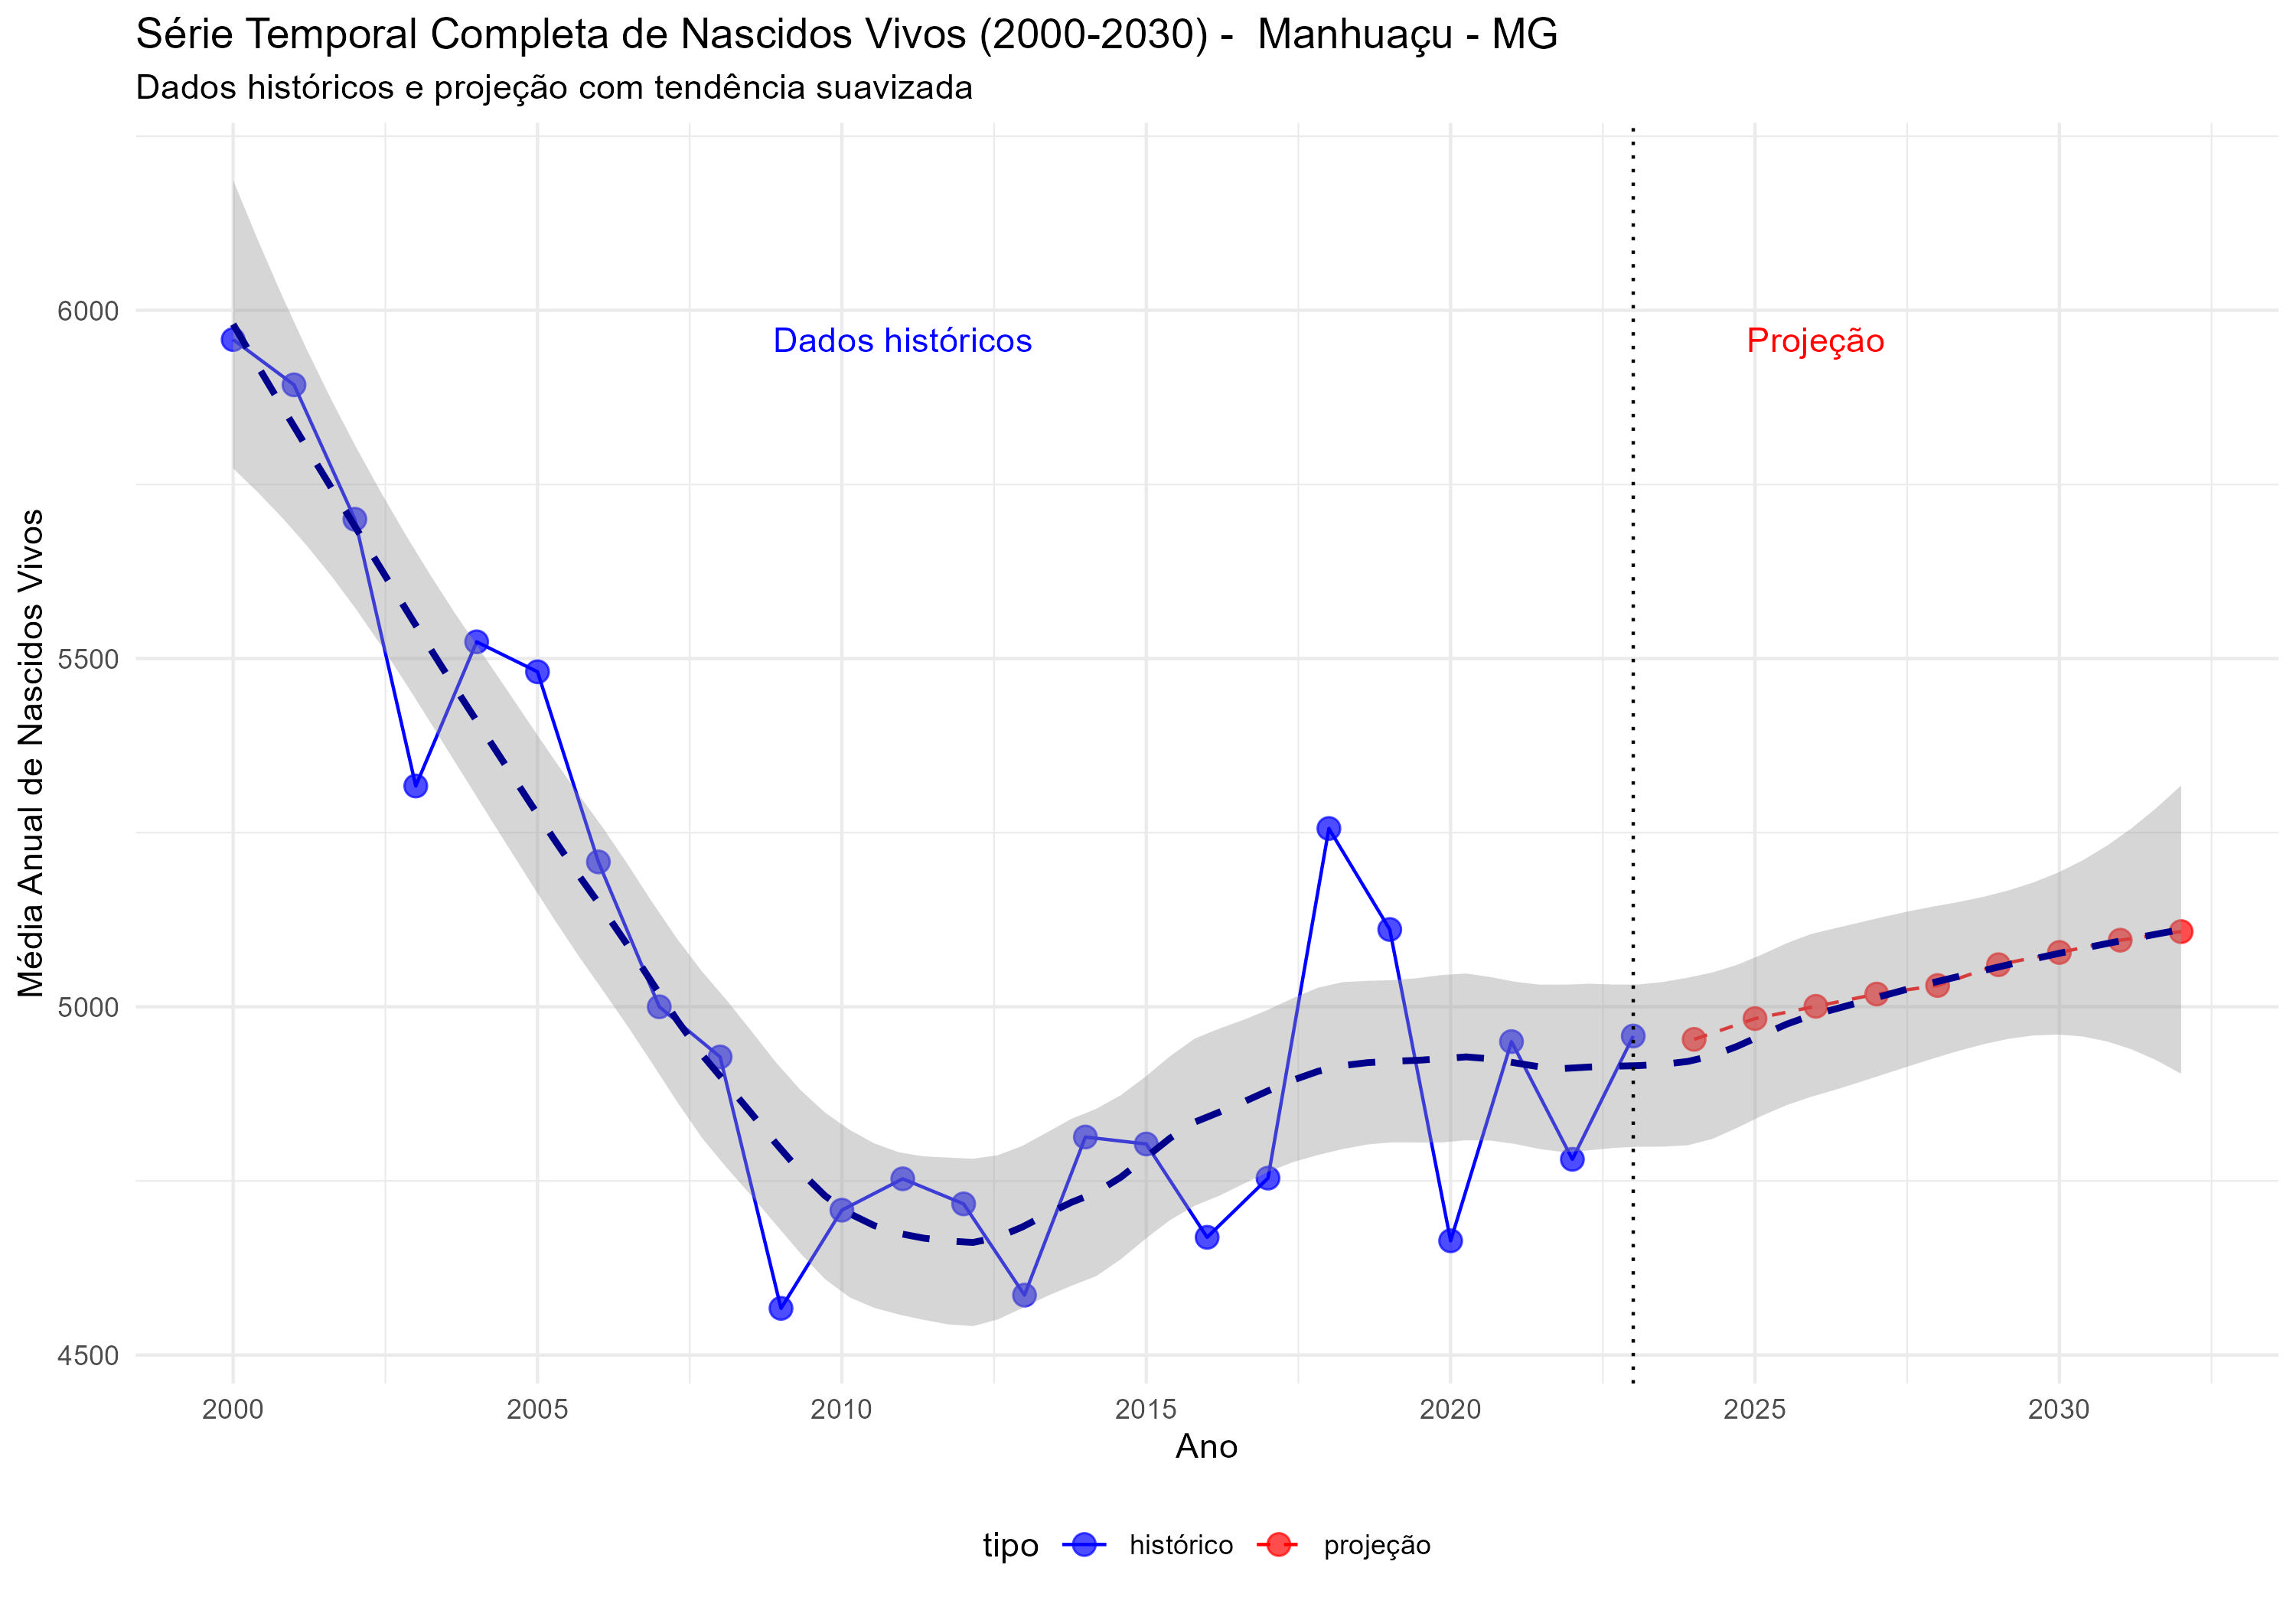 Série Temporal Completa de Nascidos Vivos (2000-2030) -  Manhuaçu - MG
Dados históricos e projeção com tendência suavizada
Média Anual de Nascidos Vivos
6000
5500
5000
4500
Dados históricos
Projeção
2000
2005
2010
2015
2020
2025
2030
Ano
tipo
histórico
projeção